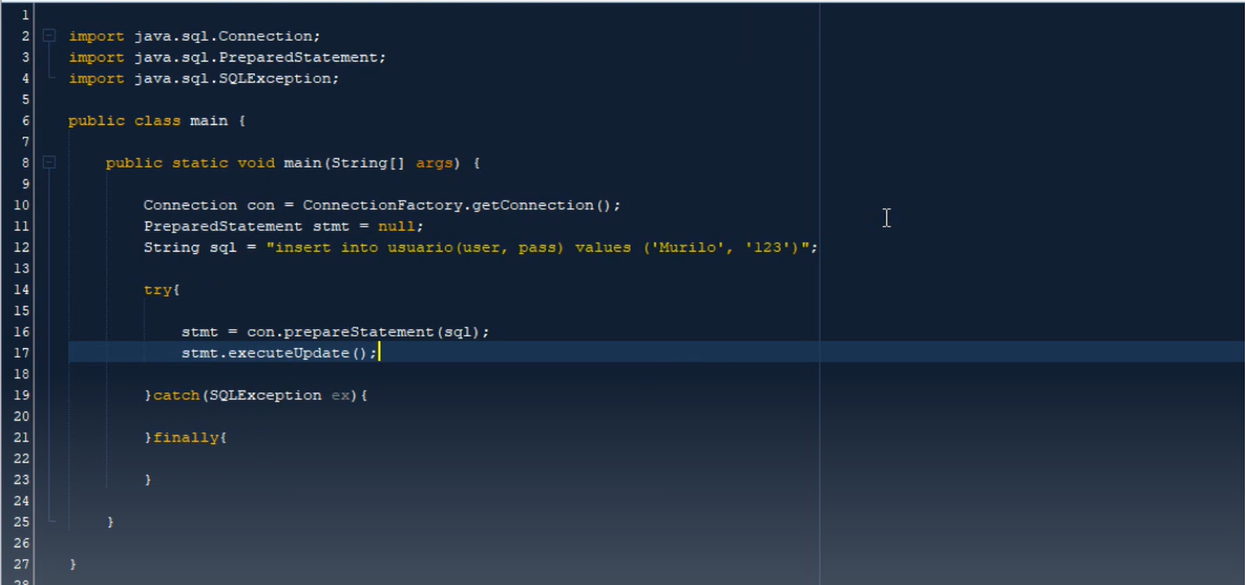 1
2 import java.sql.Connection;
3 import java.sql.PreparedStatement;
4 import java.sql.SQLException;
5
6 public class main {
7
8 public static void main(String[] args) {
9
10 Connection con = ConnectionFactory.getConnection();
11 PreparedStatement stmt = null;
12 String sql = "insert into usuario(user, pass) values ('Murilo', '123')";
13
14 try{
15
16 stmt = con.prepareStatement(sql);
17 stmt.executeUpdate();
18
19 }catch(SQLException ex){
20
21 }finally{
22
23 }
24
25 }
26
27 }
28